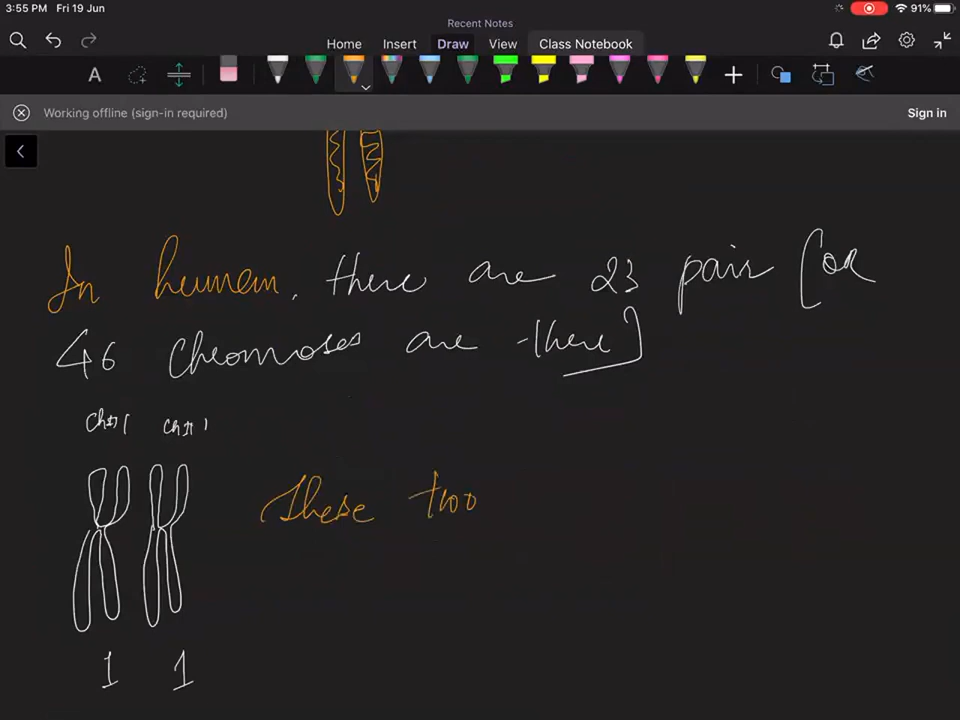 3:55 PM Fri 19 Jun
91%
Recent Notes
Home Insert Draw View Class Notebook
A
Working offline (sign-in required)
Sign in
In human, there are 23 pair [or
46 chromoses are there]
Ch#1 Ch#1
These two
1 1